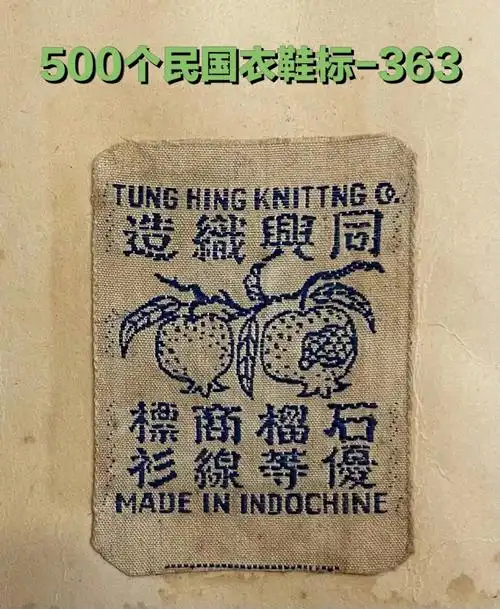 500个民国衣鞋标-363
TUNG HING KNITTNG Co.
同興織造
石榴商標
優等線衫
MADE IN INDOCHINE